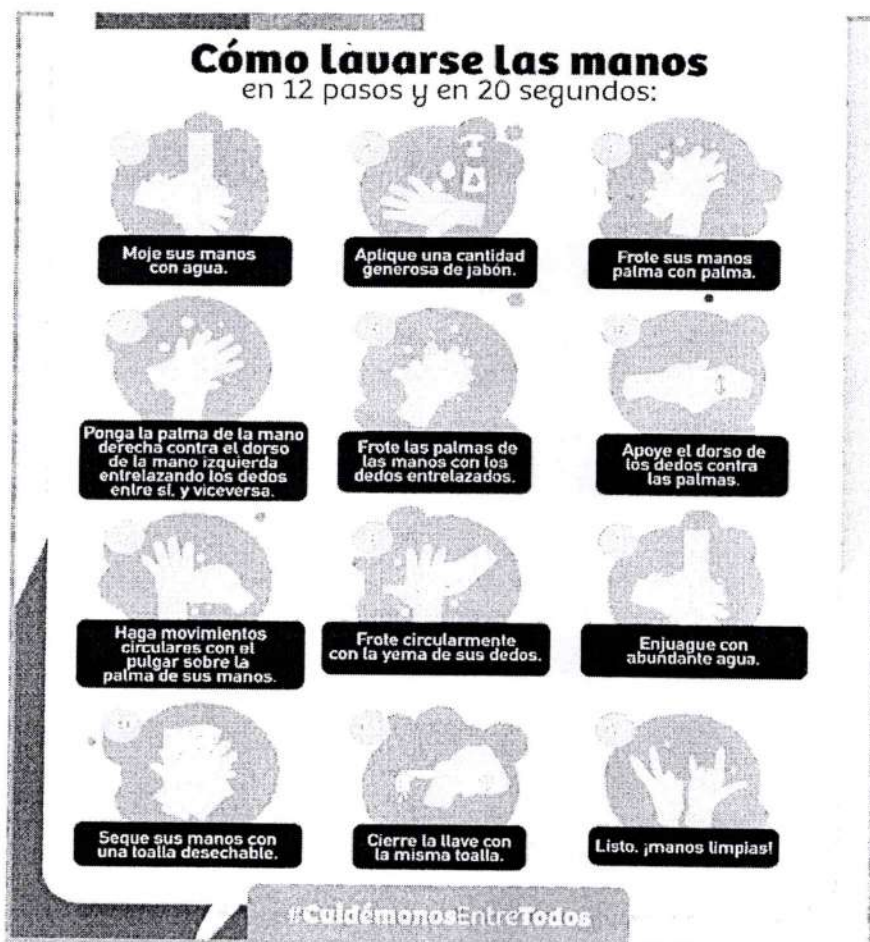 Cómo lavarse las manos
en 12 pasos y en 20 segundos:
Moje sus manos
con agua.
Aplique una cantidad
generosa de jabón.
Frote sus manos
palma con palma.
Ponga la palma de la mano
derecha contra el dorso
de la mano izquierda
entrelazando los dedos
entre sí, y viceversa.
Frote las palmas de
las manos con los
dedos entrelazados.
Apoye el dorso de
los dedos contra
las palmas.
Haga movimientos
circulares con el
pulgar sobre la
palma de sus manos.
Frote circularmente
con la yema de sus dedos.
Enjuague con
abundante agua.
Seque sus manos con
una toalla desechable.
Cierre la llave con
la misma toalla.
Listo. ¡manos limpias!
#CuidémonosEntreTodos